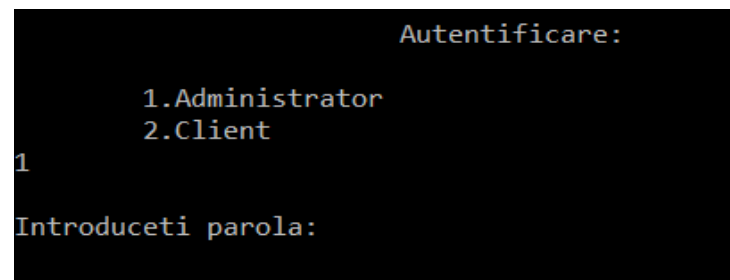 Autentificare:
1.Administrator
2.Client
1
Introduceti parola: